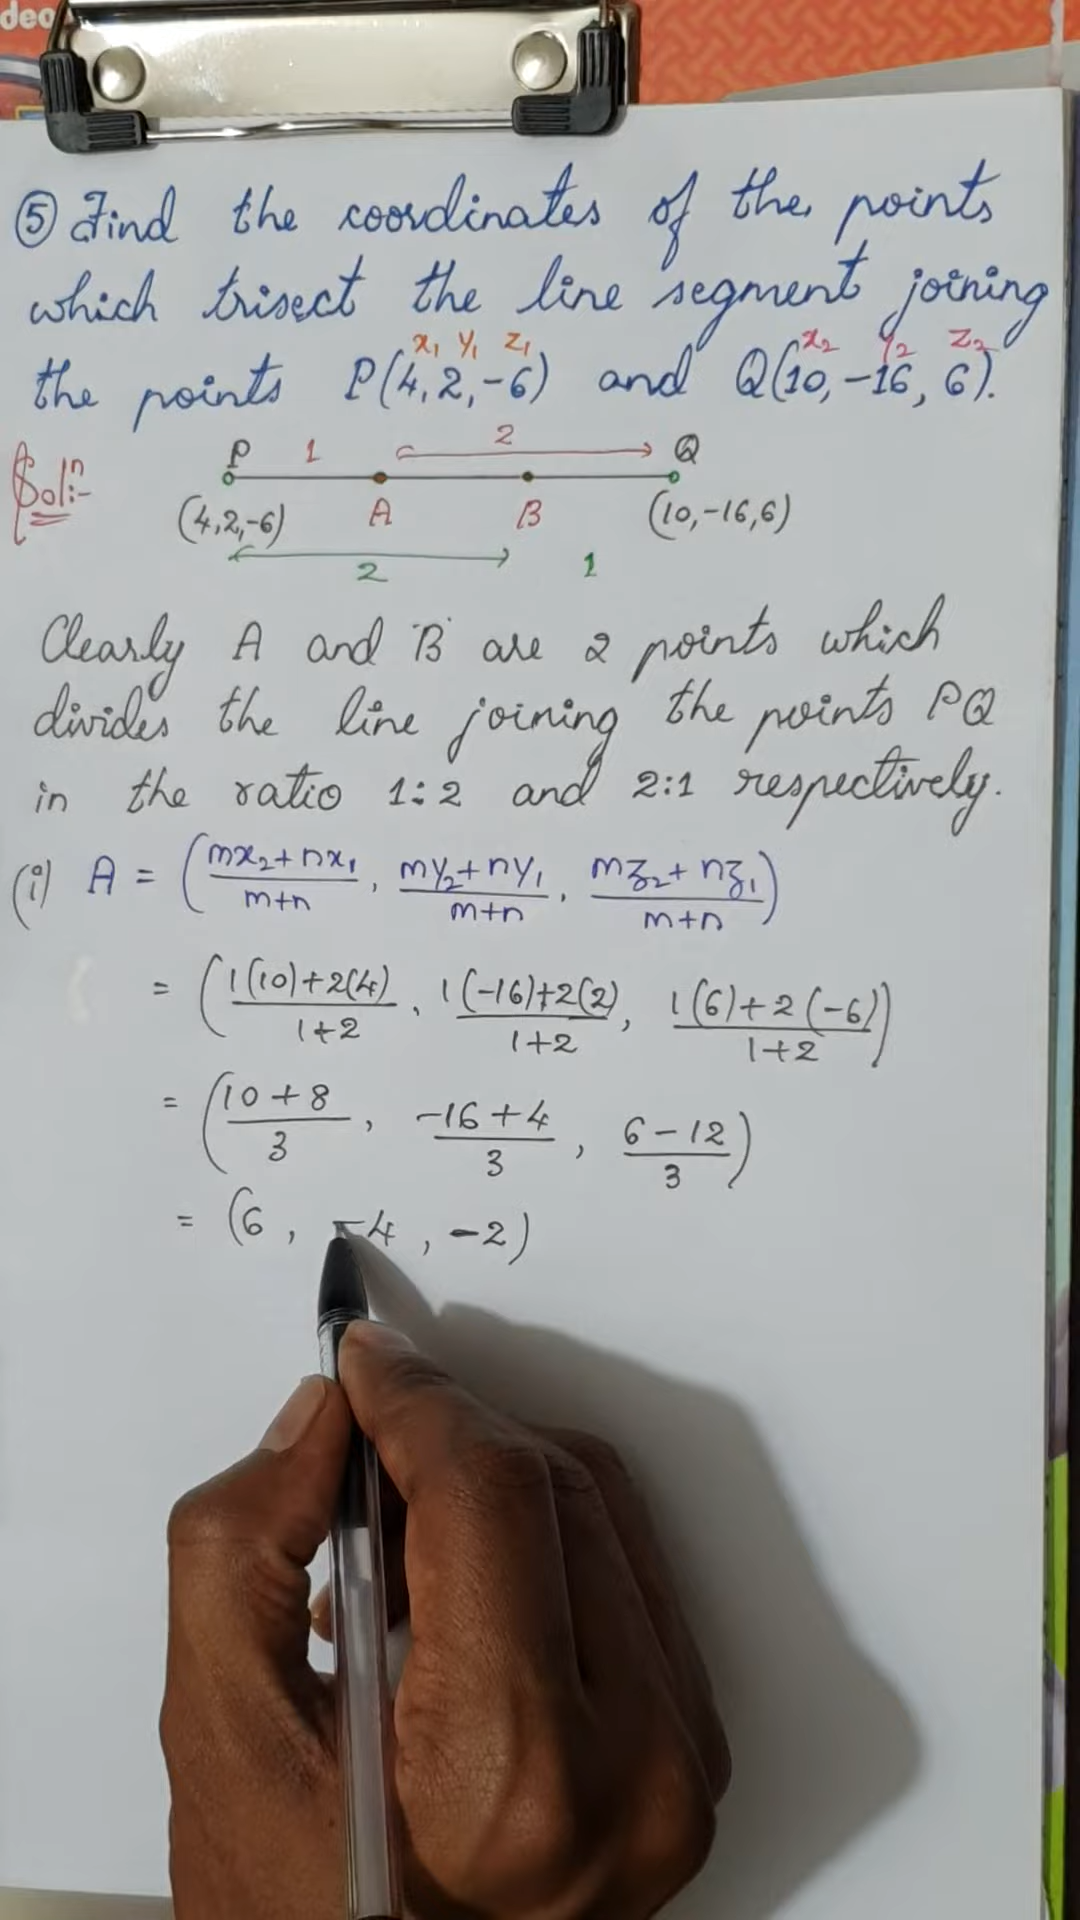 deo
⑤ Find the coordinates of the points
which trisect the line segment joining
x₁ y₁ z₁ x₂ y₂ z₂
the points P(4,2,-6) and Q(10,-16,6).
Solⁿ:-
P 1 2 Q
(4,2,-6) A B (10,-16,6)
2 1
Clearly A and B are 2 points which
divides the line joining the points PQ
in the ratio 1:2 and 2:1 respectively.
(i) A = ((mx₂+nx₁)/(m+n), (my₂+ny₁)/(m+n), (mz₂+nz₁)/(m+n))
= ((1(10)+2(4))/(1+2), (1(-16)+2(2))/(1+2), (1(6)+2(-6))/(1+2))
= ((10+8)/3, (-16+4)/3, (6-12)/3)
= (6, -4, -2)